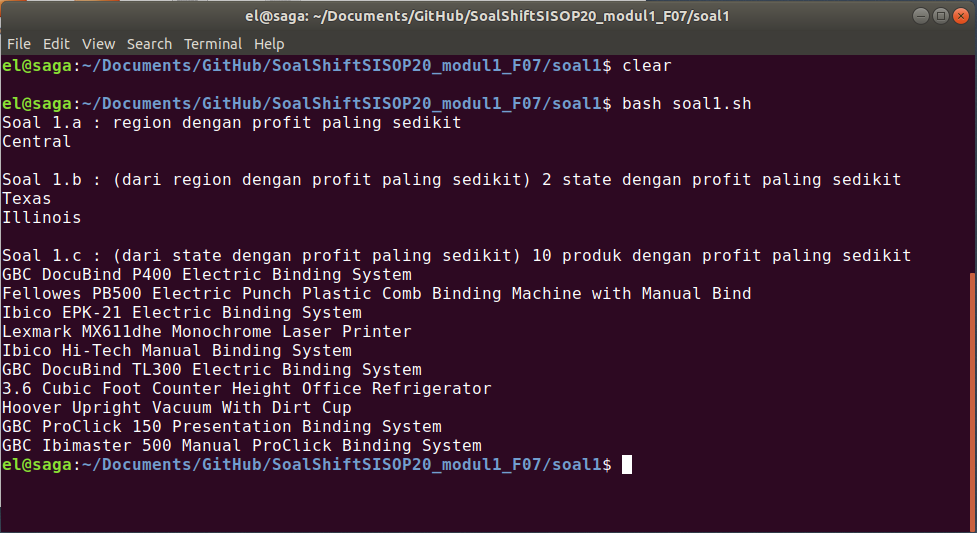 el@saga: ~/Documents/GitHub/SoalShiftSISOP20_modul1_F07/soal1
File Edit View Search Terminal Help
el@saga:~/Documents/GitHub/SoalShiftSISOP20_modul1_F07/soal1$ clear
el@saga:~/Documents/GitHub/SoalShiftSISOP20_modul1_F07/soal1$ bash soal1.sh
Soal 1.a : region dengan profit paling sedikit
Central
Soal 1.b : (dari region dengan profit paling sedikit) 2 state dengan profit paling sedikit
Texas
Illinois
Soal 1.c : (dari state dengan profit paling sedikit) 10 produk dengan profit paling sedikit
GBC DocuBind P400 Electric Binding System
Fellowes PB500 Electric Punch Plastic Comb Binding Machine with Manual Bind
Ibico EPK-21 Electric Binding System
Lexmark MX611dhe Monochrome Laser Printer
Ibico Hi-Tech Manual Binding System
GBC DocuBind TL300 Electric Binding System
3.6 Cubic Foot Counter Height Office Refrigerator
Hoover Upright Vacuum With Dirt Cup
GBC ProClick 150 Presentation Binding System
GBC Ibimaster 500 Manual ProClick Binding System
el@saga:~/Documents/GitHub/SoalShiftSISOP20_modul1_F07/soal1$